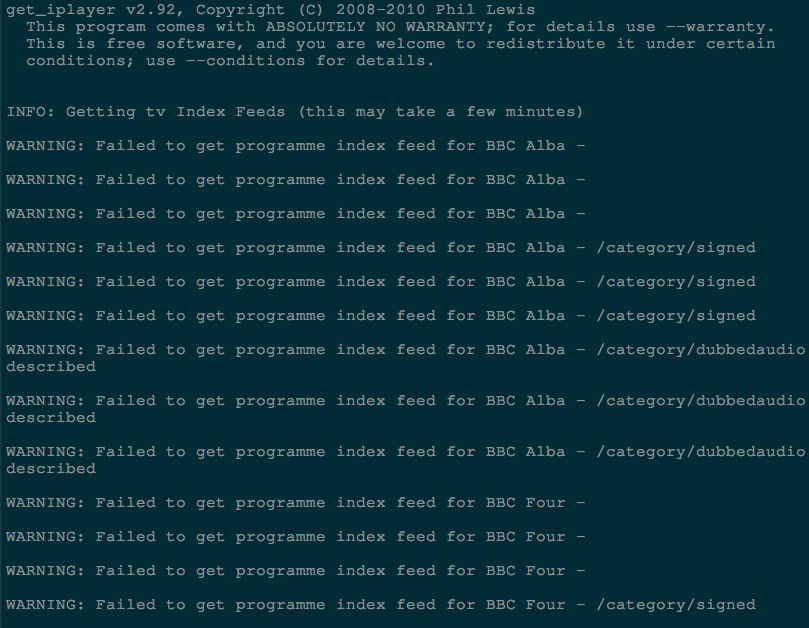 get_iplayer v2.92, Copyright (C) 2008-2010 Phil Lewis
This program comes with ABSOLUTELY NO WARRANTY; for details use --warranty.
This is free software, and you are welcome to redistribute it under certain
conditions; use --conditions for details.
INFO: Getting tv Index Feeds (this may take a few minutes)
WARNING: Failed to get programme index feed for BBC Alba -
WARNING: Failed to get programme index feed for BBC Alba -
WARNING: Failed to get programme index feed for BBC Alba -
WARNING: Failed to get programme index feed for BBC Alba - /category/signed
WARNING: Failed to get programme index feed for BBC Alba - /category/signed
WARNING: Failed to get programme index feed for BBC Alba - /category/signed
WARNING: Failed to get programme index feed for BBC Alba - /category/dubbedaudio
described
WARNING: Failed to get programme index feed for BBC Alba - /category/dubbedaudio
described
WARNING: Failed to get programme index feed for BBC Alba - /category/dubbedaudio
described
WARNING: Failed to get programme index feed for BBC Four -
WARNING: Failed to get programme index feed for BBC Four -
WARNING: Failed to get programme index feed for BBC Four -
WARNING: Failed to get programme index feed for BBC Four - /category/signed